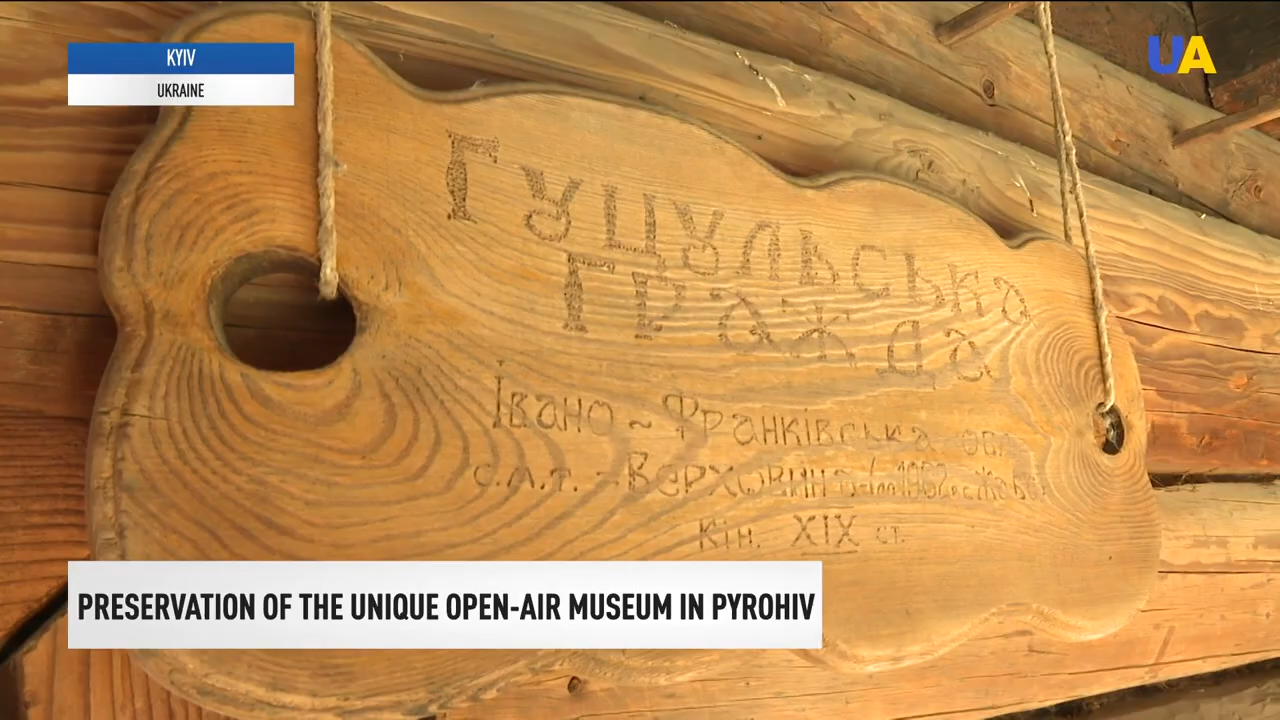 KYIV
UKRAINE
UA
Гуцульська
Гражда
Івано-Франківська обл
с.м.т. - Верховина
Кін. XIX ст.
PRESERVATION OF THE UNIQUE OPEN-AIR MUSEUM IN PYROHIV